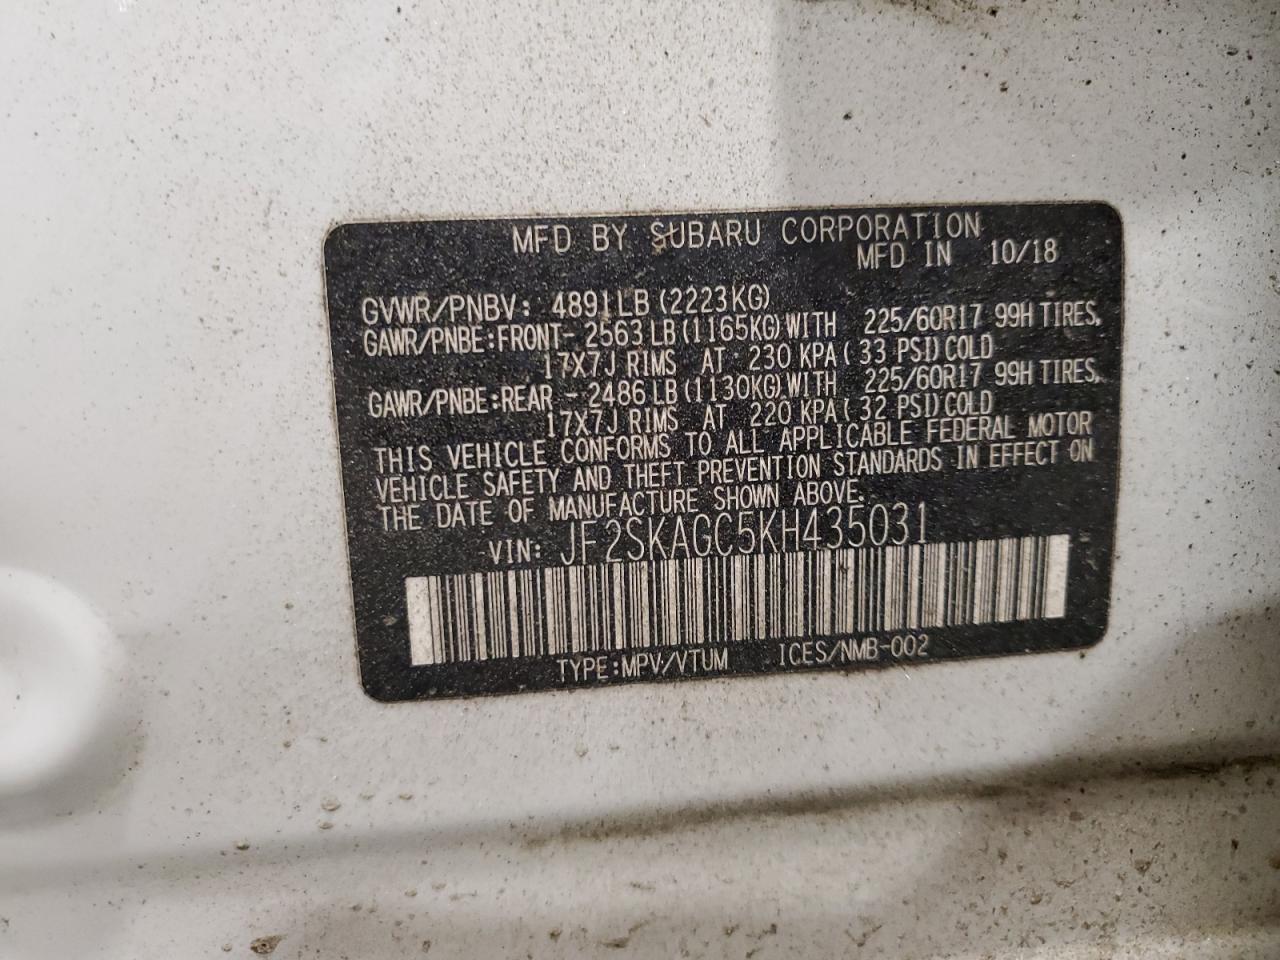 MFD BY SUBARU CORPORATION
MFD IN 10/18
GVWR/PNBV: 4891LB (2223KG)
GAWR/PNBE:FRONT- 2563 LB (1165KG) WITH 225/60R17 99H TIRES,
17X7J RIMS AT 230 KPA ( 33 PSI) COLD
GAWR/PNBE:REAR - 2486 LB (1130KG) WITH 225/60R17 99H TIRES,
17X7J RIMS AT 220 KPA ( 32 PSI) COLD
THIS VEHICLE CONFORMS TO ALL APPLICABLE FEDERAL MOTOR
VEHICLE SAFETY AND THEFT PREVENTION STANDARDS IN EFFECT ON
THE DATE OF MANUFACTURE SHOWN ABOVE.
VIN: JF2SKAGC5KH435031
TYPE:MPV/VTUM ICES/NMB-002